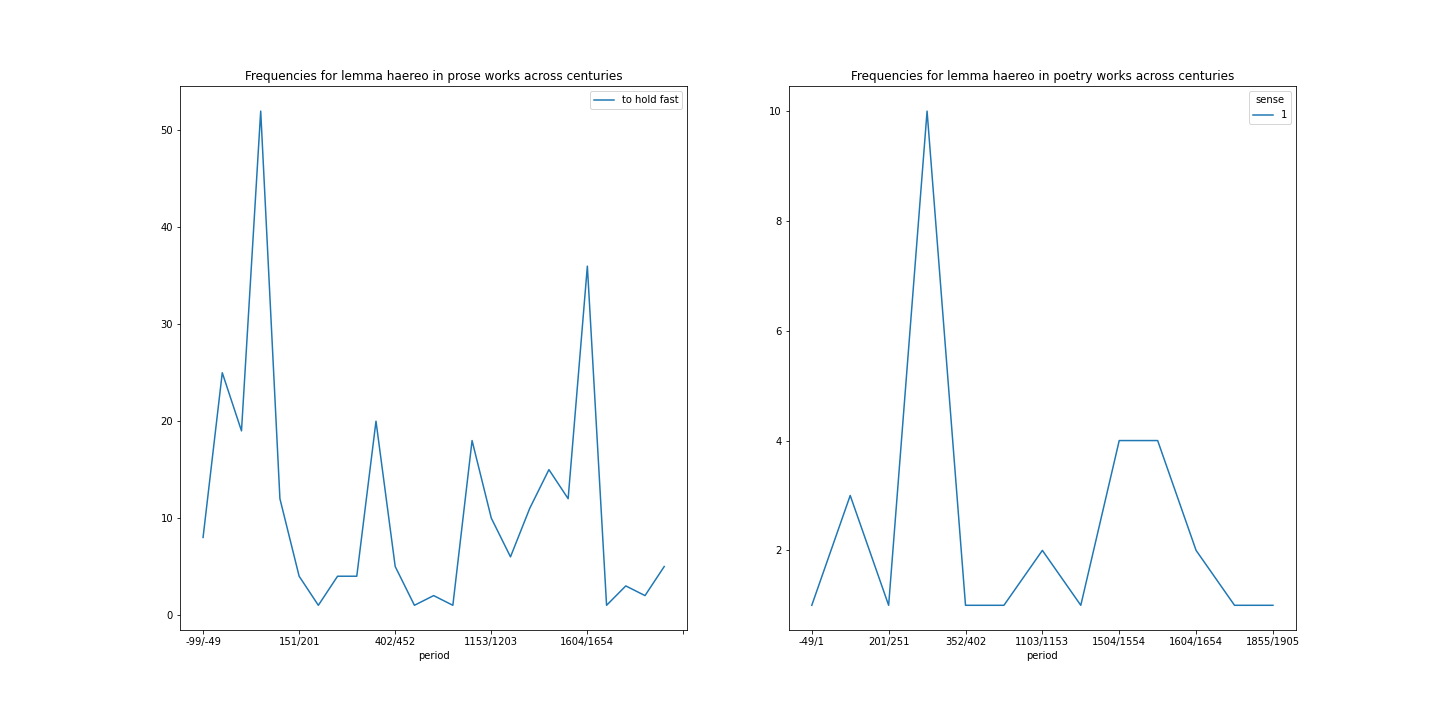 Frequencies for lemma haereo in prose works across centuries
to hold fast
50
40
30
20
10
0
-99/-49 151/201 402/452 1153/1203 1604/1654
period
Frequencies for lemma haereo in poetry works across centuries
sense
1
10
8
6
4
2
-49/1 201/251 352/402 1103/1153 1504/1554 1604/1654 1855/1905
period